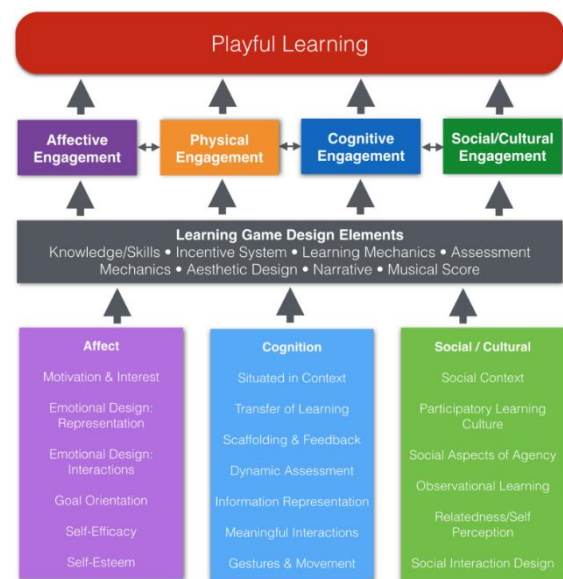 Playful Learning
Affective
Engagement
Physical
Engagement
Cognitive
Engagement
Social/Cultural
Engagement
Learning Game Design Elements
Knowledge/Skills • Incentive System • Learning Mechanics • Assessment
Mechanics • Aesthetic Design • Narrative • Musical Score
Affect
Motivation & Interest
Emotional Design:
Representation
Emotional Design:
Interactions
Goal Orientation
Self-Efficacy
Self-Esteem
Cognition
Situated in Context
Transfer of Learning
Scaffolding & Feedback
Dynamic Assessment
Information Representation
Meaningful Interactions
Gestures & Movement
Social / Cultural
Social Context
Participatory Learning
Culture
Social Aspects of Agency
Observational Learning
Relatedness/Self
Perception
Social Interaction Design